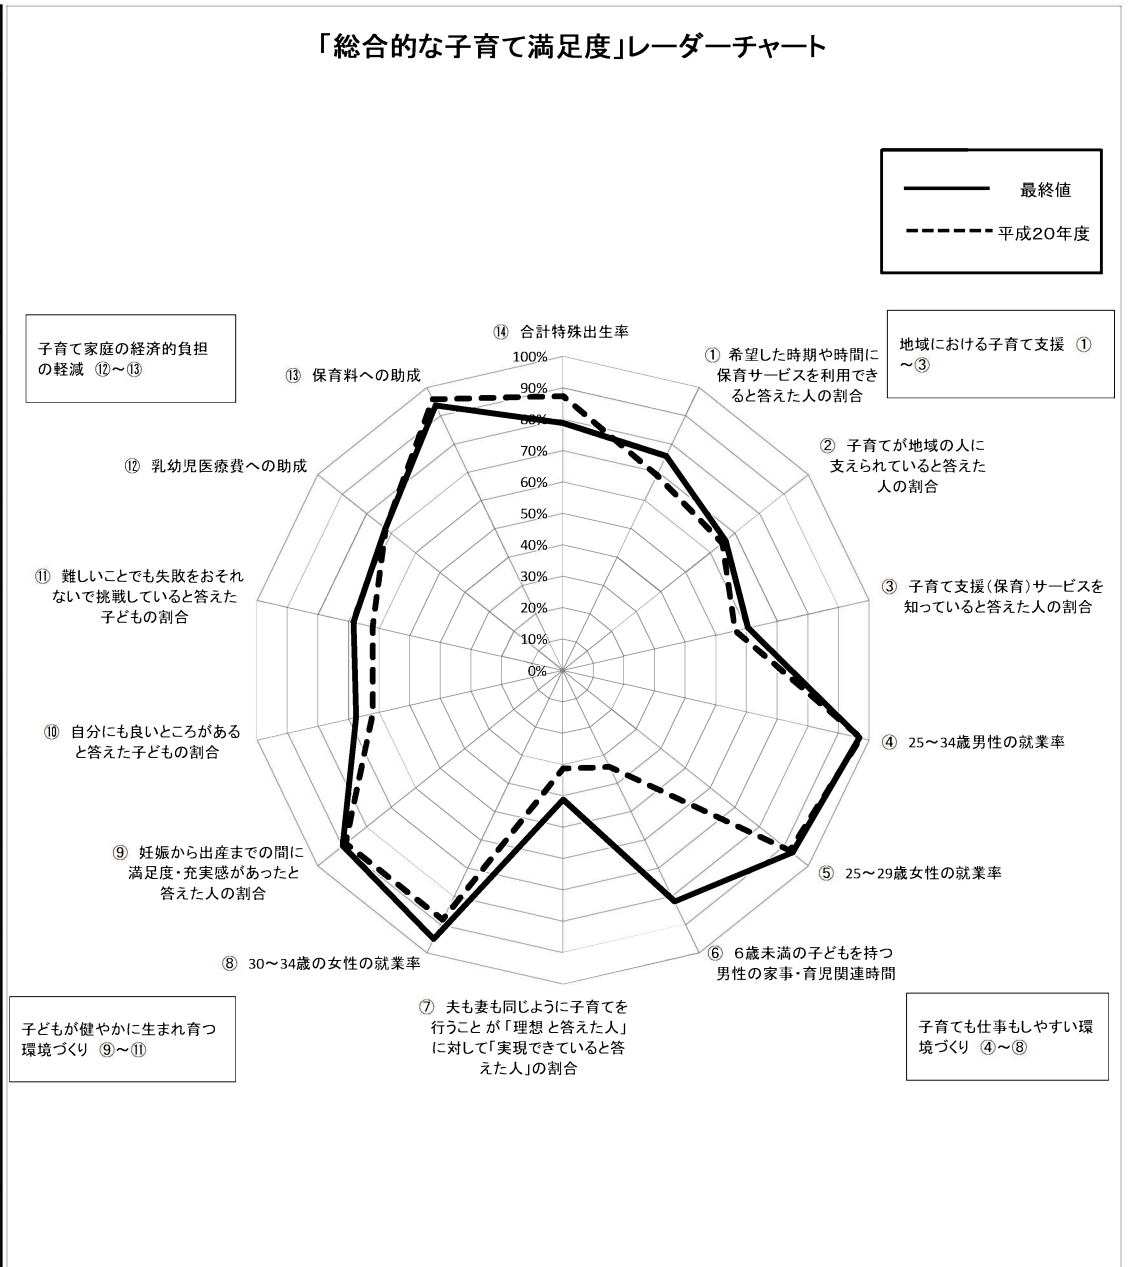 「総合的な子育て満足度」レーダーチャート
最終値
平成20年度
子育て家庭の経済的負担
の軽減 ⑫～⑬
地域における子育て支援 ①
～③
⑭ 合計特殊出生率
① 希望した時期や時間に
保育サービスを利用でき
ると答えた人の割合
② 子育てが地域の人に
支えられていると答えた
人の割合
③ 子育て支援（保育）サービスを
知っていると答えた人の割合
④ 25～34歳男性の就業率
⑤ 25～29歳女性の就業率
⑥ ６歳未満の子どもを持つ
男性の家事・育児関連時間
⑦ 夫も妻も同じように子育てを
行うこと が「理想 と答えた人」
に対して「実現できていると答
えた人」の割合
⑧ 30～34歳の女性の就業率
⑨ 妊娠から出産までの間に
満足度・充実感があったと
答えた人の割合
⑩ 自分にも良いところがある
と答えた子どもの割合
⑪ 難しいことでも失敗をおそれ
ないで挑戦していると答えた
子どもの割合
⑫ 乳幼児医療費への助成
⑬ 保育料への助成
100%
90%
80%
70%
60%
50%
40%
30%
20%
10%
0%
子どもが健やかに生まれ育つ
環境づくり ⑨～⑪
子育ても仕事もしやすい環
境づくり ④～⑧